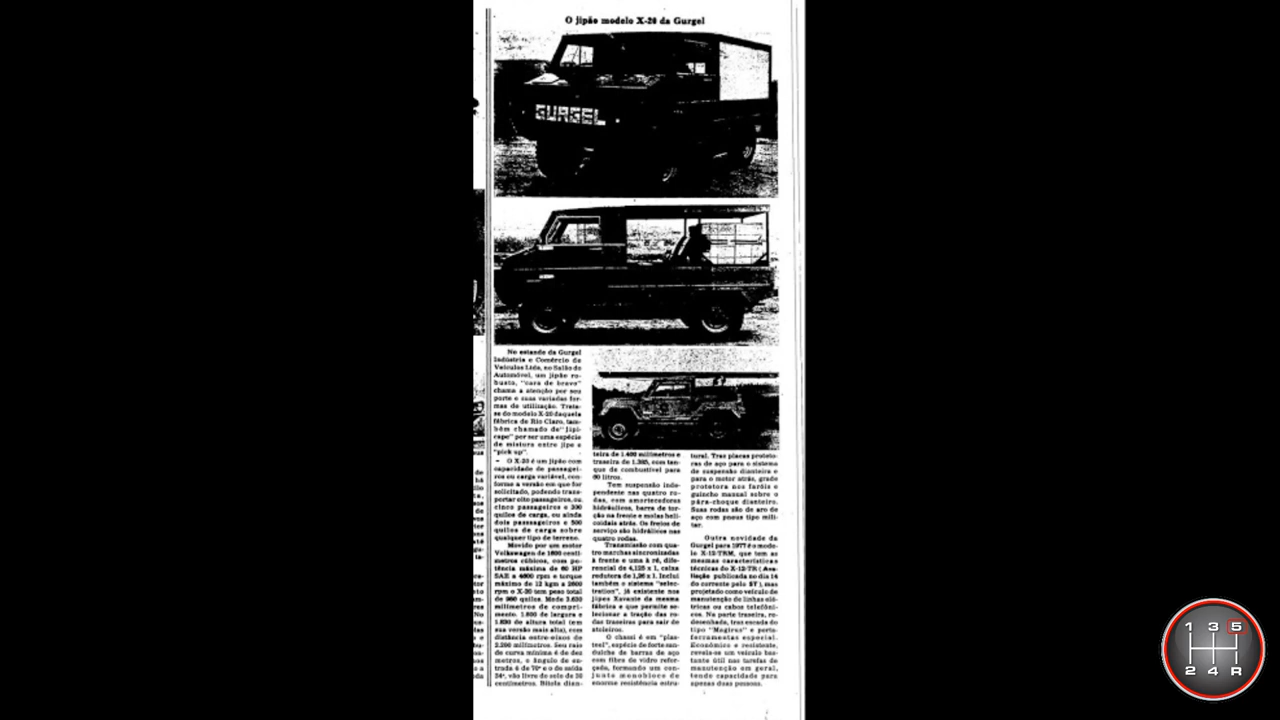 O jipão modelo X-20 da Gurgel
GURGEL
No estande da Gurgel
Indústria e Comércio de
Veículos Ltda, no Salão do
Automóvel, um jipão ro-
busto, "cara de bravo"
chama a atenção por seu
porte e suas variadas for-
mas de utilização. Trata-
se do modelo X-20 daquela
fábrica de Rio Claro, tam-
bém chamado de "Jipi-
cape" por ser uma espécie
de mistura entre jipe e
"pick up".
O X-20 é um jipão com
capacidade de passagei-
ros ou carga variável, con-
forme a versão em que for
solicitado, podendo trans-
portar oito passageiros, ou
cinco passageiros e 300
quilos de carga, ou ainda
dois passageiros e 500
quilos de carga sobre
qualquer tipo de terreno.
Movido por um motor
Volkswagen de 1600 centí-
metros cúbicos, com po-
tência máxima de 60 HP
SAE a 4600 rpm e torque
máximo de 12 kgm a 2600
rpm o X-20 tem peso total
de quilos. Mede
milímetros de compri-
mento, de largura e
de altura total (em
sua versão mais alta), com
distância entre-eixos de
2.200 milímetros. Seu raio
de curva mínima é de dez
metros, o ângulo de en-
trada é de 70º e o de saída
vão livre do solo de 30
centímetros. Bitola dian-
teira de milímetros e
traseira de com tan-
que de combustível para
60 litros.
Tem suspensão inde-
pendente nas quatro ro-
das, com amortecedores
hidráulicos, barra de tor-
ção na frente e molas heli-
coidais atrás. Os freios de
serviço são hidráulicos nas
quatro rodas.
Transmissão com qua-
tro marchas sincronizadas
à frente e uma à ré, dife-
rencial de 4,125 x 1, caixa
redutora de 1,26 x 1. Inclui
também o sistema "selec-
tration", já existente nos
jipes Xavante da mesma
fábrica e que permite se-
lecionar a tração das ro-
das traseiras para sair de
atoleiros.
O chassi é em "plas-
teel", espécie de forte san-
duíche de barras de aço
com fibra de vidro refor-
çada, formando um con-
junto monobloco de
enorme resistência estru-
tural. Traz placas proteto-
ras de aço para o sistema
de suspensão dianteira e
para o motor atrás, grade
protetora nos faróis e
guincho manual sobre o
pára-choque dianteiro.
Suas rodas são de aro de
aço com pneus tipo mili-
tar.
Outra novidade da
Gurgel para 1977 é o mode-
lo X-12-TRM, que tem as
mesmas características
técnicas do X-12-TR
publicada no dia 14
do corrente pelo mas
projetado como veículo de
manutenção de linhas elé-
tricas ou cabos telefôni-
cos. Na parte traseira, re-
desenhada, traz escada do
tipo "Magirus" e porta-
ferramentas especial.
Econômico e resistente,
revela-se um veículo bas-
tante útil nas tarefas de
manutenção em geral,
tendo capacidade para
apenas duas pessoas.
1 3 5
2 4 R